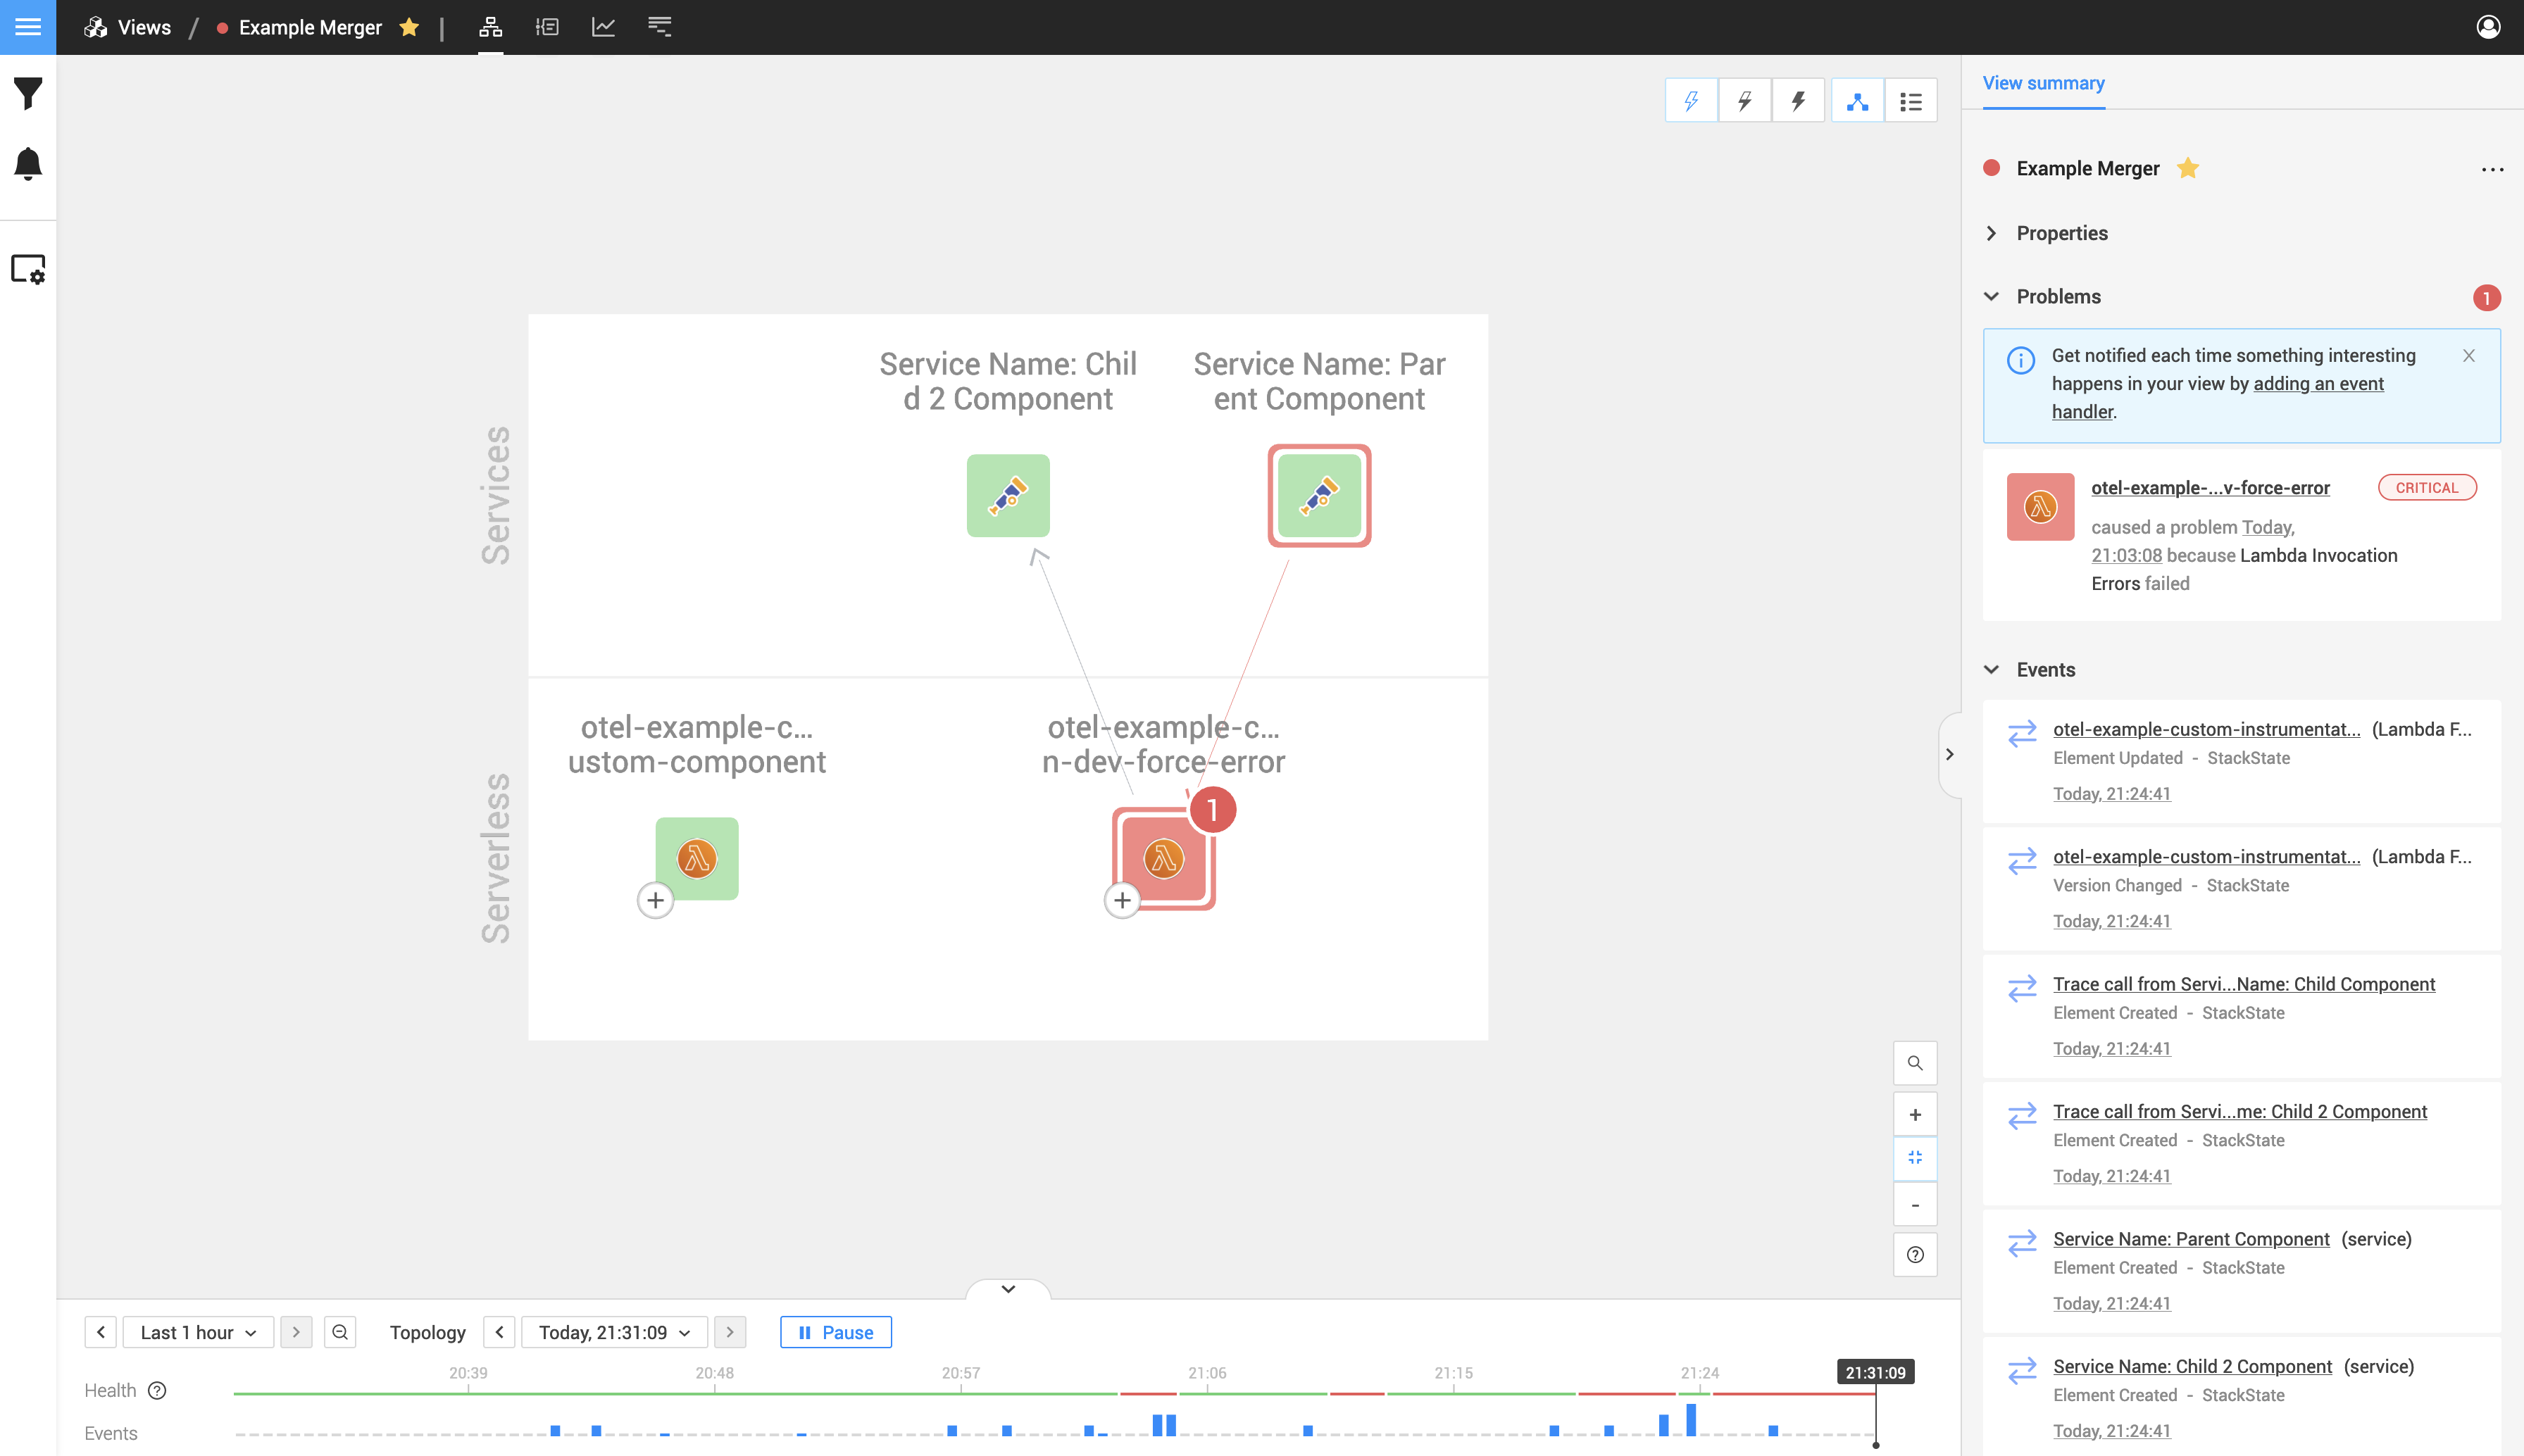 Views / Example Merger
View summary
Example Merger
Properties
Problems 1
Get notified each time something interesting
happens in your view by adding an event
handler.
otel-example-...v-force-error CRITICAL
caused a problem Today,
21:03:08 because Lambda Invocation
Errors failed
Events
otel-example-custom-instrumentat... (Lambda F...
Element Updated - StackState
Today, 21:24:41
otel-example-custom-instrumentat... (Lambda F...
Version Changed - StackState
Today, 21:24:41
Trace call from Servi...Name: Child Component
Element Created - StackState
Today, 21:24:41
Trace call from Servi...me: Child 2 Component
Element Created - StackState
Today, 21:24:41
Service Name: Parent Component (service)
Element Created - StackState
Today, 21:24:41
Service Name: Child 2 Component (service)
Element Created - StackState
Today, 21:24:41
Services
Service Name: Chil
d 2 Component
Service Name: Par
ent Component
Serverless
otel-example-c...
ustom-component
otel-example-c...
n-dev-force-error
1
Last 1 hour Topology Today, 21:31:09 Pause
20:39 20:48 20:57 21:06 21:15 21:24 21:31:09
Health
Events